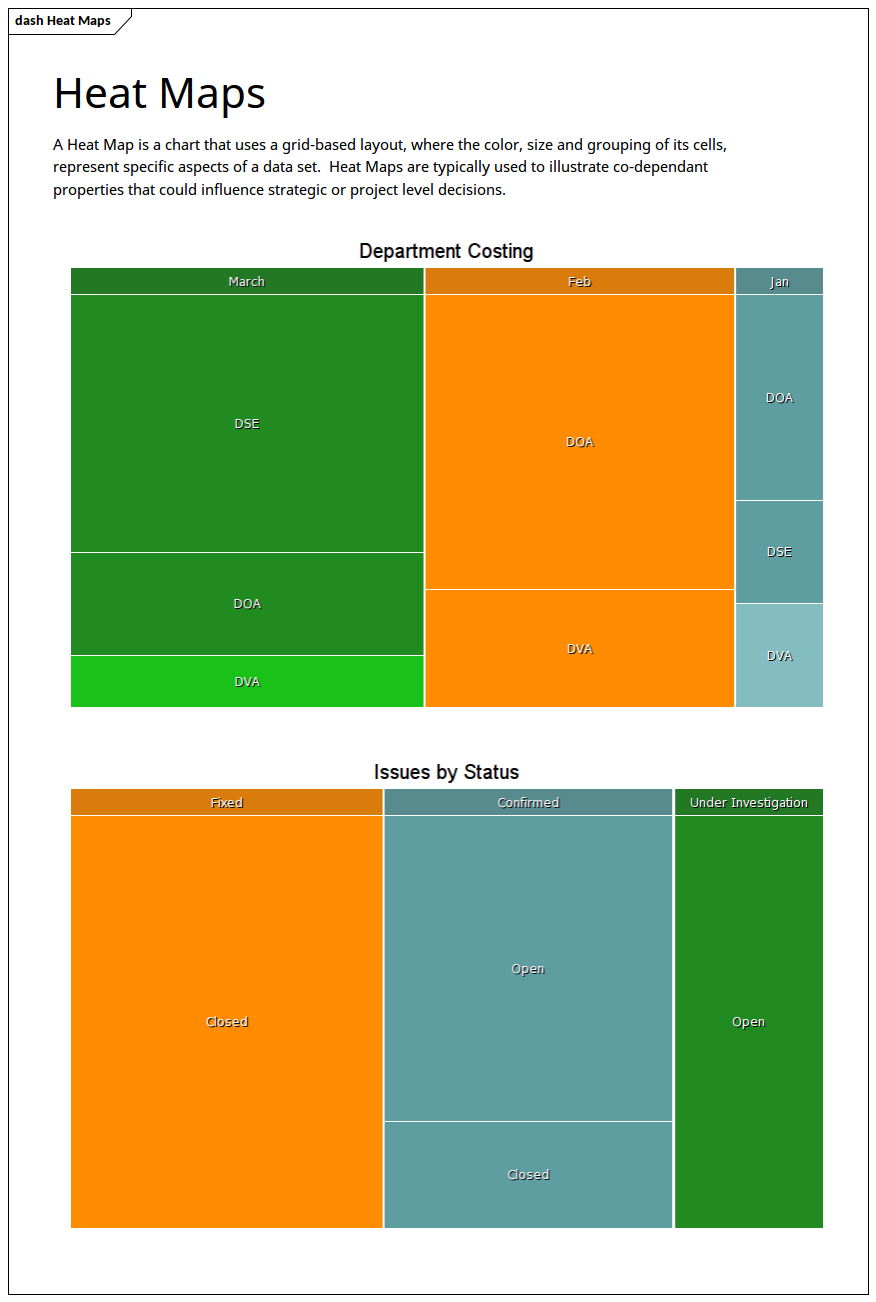 dash Heat Maps
Heat Maps
A Heat Map is a chart that uses a grid-based layout, where the color, size and grouping of its cells,
represent specific aspects of a data set.  Heat Maps are typically used to illustrate co-dependant
properties that could influence strategic or project level decisions.
Department Costing
March
Feb
Jan
DSE
DOA
DVA
DOA
DVA
DOA
DSE
DVA
Issues by Status
Fixed
Confirmed
Under Investigation
Closed
Open
Closed
Open